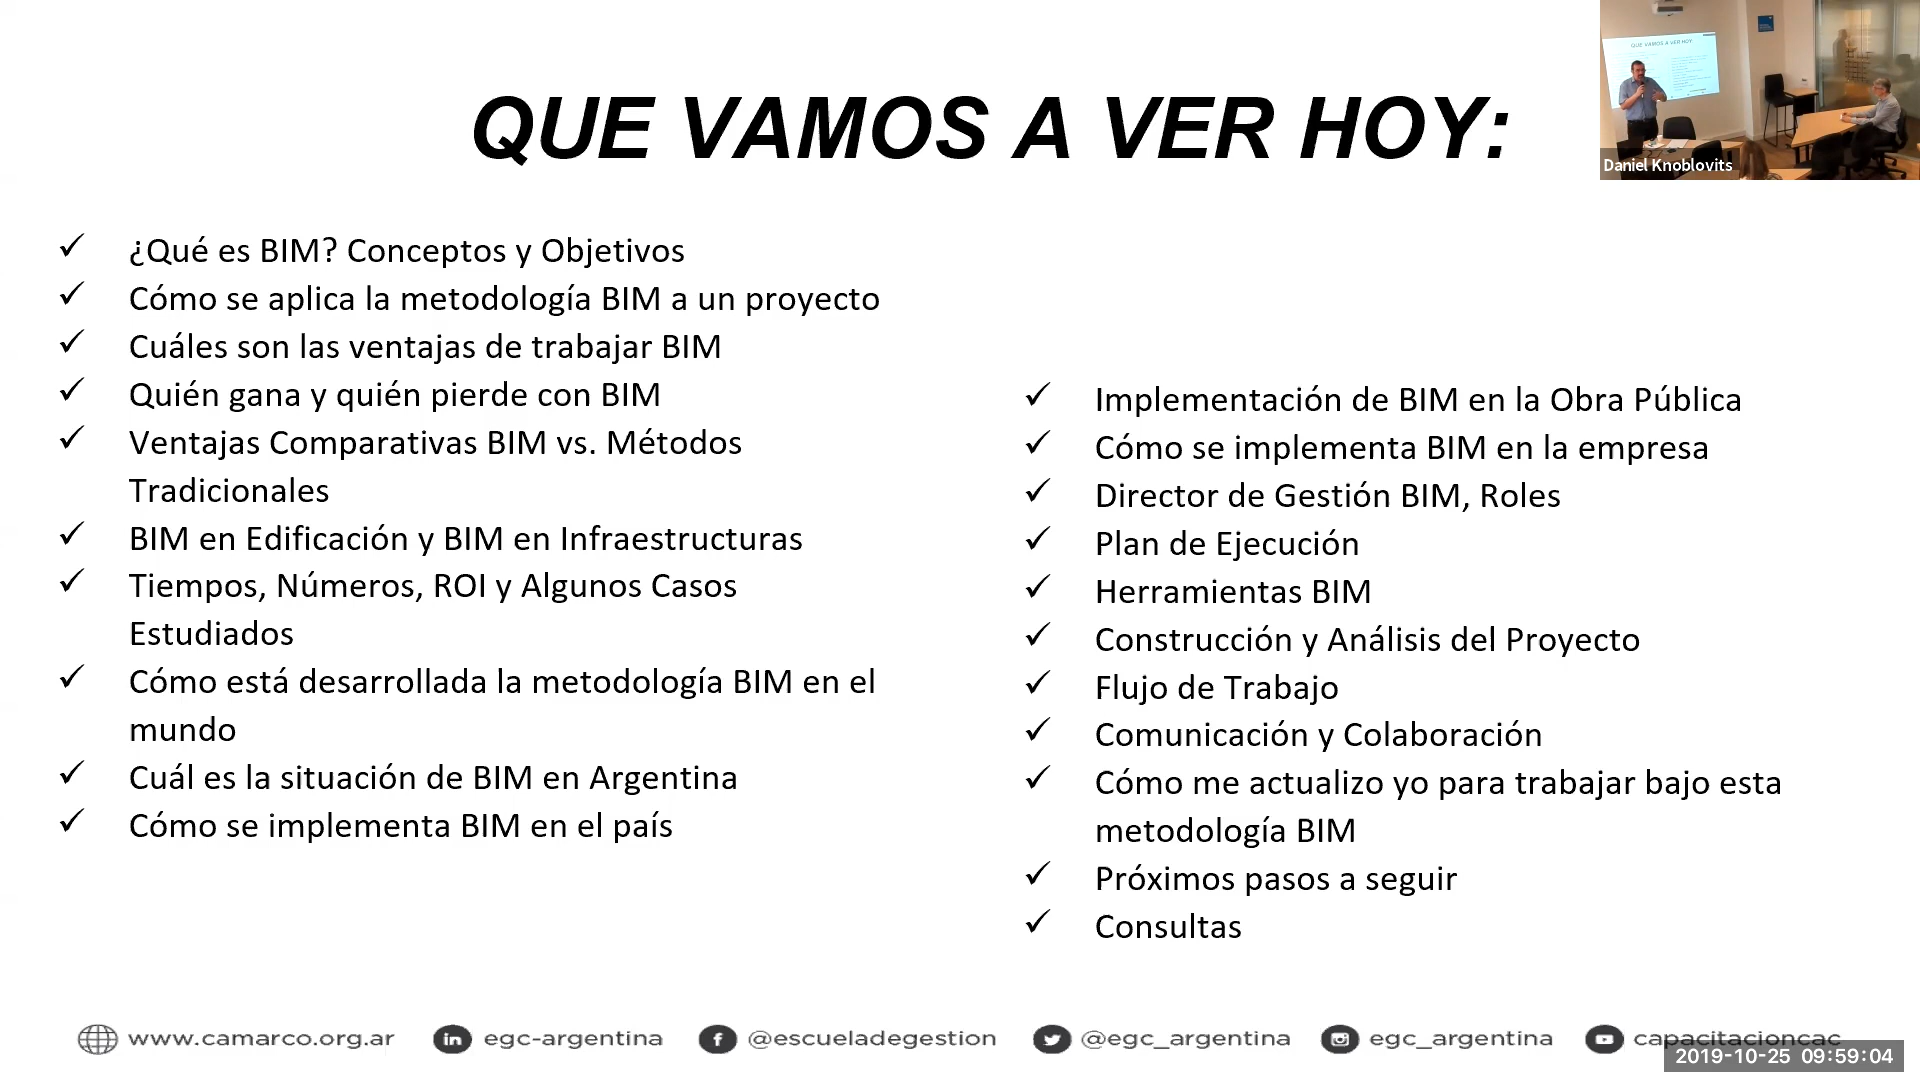 QUE VAMOS A VER HOY:
QUE VAMOS A VER HOY
Daniel Knoblovits
✓ ¿Qué es BIM? Conceptos y Objetivos
✓ Cómo se aplica la metodología BIM a un proyecto
✓ Cuáles son las ventajas de trabajar BIM
✓ Quién gana y quién pierde con BIM
✓ Ventajas Comparativas BIM vs. Métodos
Tradicionales
✓ BIM en Edificación y BIM en Infraestructuras
✓ Tiempos, Números, ROI y Algunos Casos
Estudiados
✓ Cómo está desarrollada la metodología BIM en el
mundo
✓ Cuál es la situación de BIM en Argentina
✓ Cómo se implementa BIM en el país
✓ Implementación de BIM en la Obra Pública
✓ Cómo se implementa BIM en la empresa
✓ Director de Gestión BIM, Roles
✓ Plan de Ejecución
✓ Herramientas BIM
✓ Construcción y Análisis del Proyecto
✓ Flujo de Trabajo
✓ Comunicación y Colaboración
✓ Cómo me actualizo yo para trabajar bajo esta
metodología BIM
✓ Próximos pasos a seguir
✓ Consultas
www.camarco.org.ar in egc-argentina f @escueladegestion @egc_argentina egc_argentina capacitacioncac
2019-10-25 09:59:04